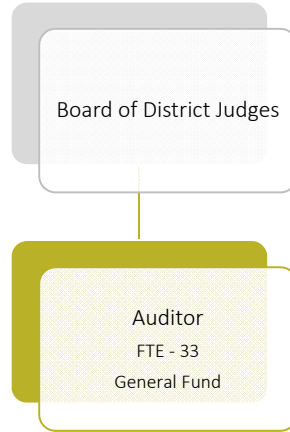 Board of District Judges
Auditor
FTE - 33
General Fund